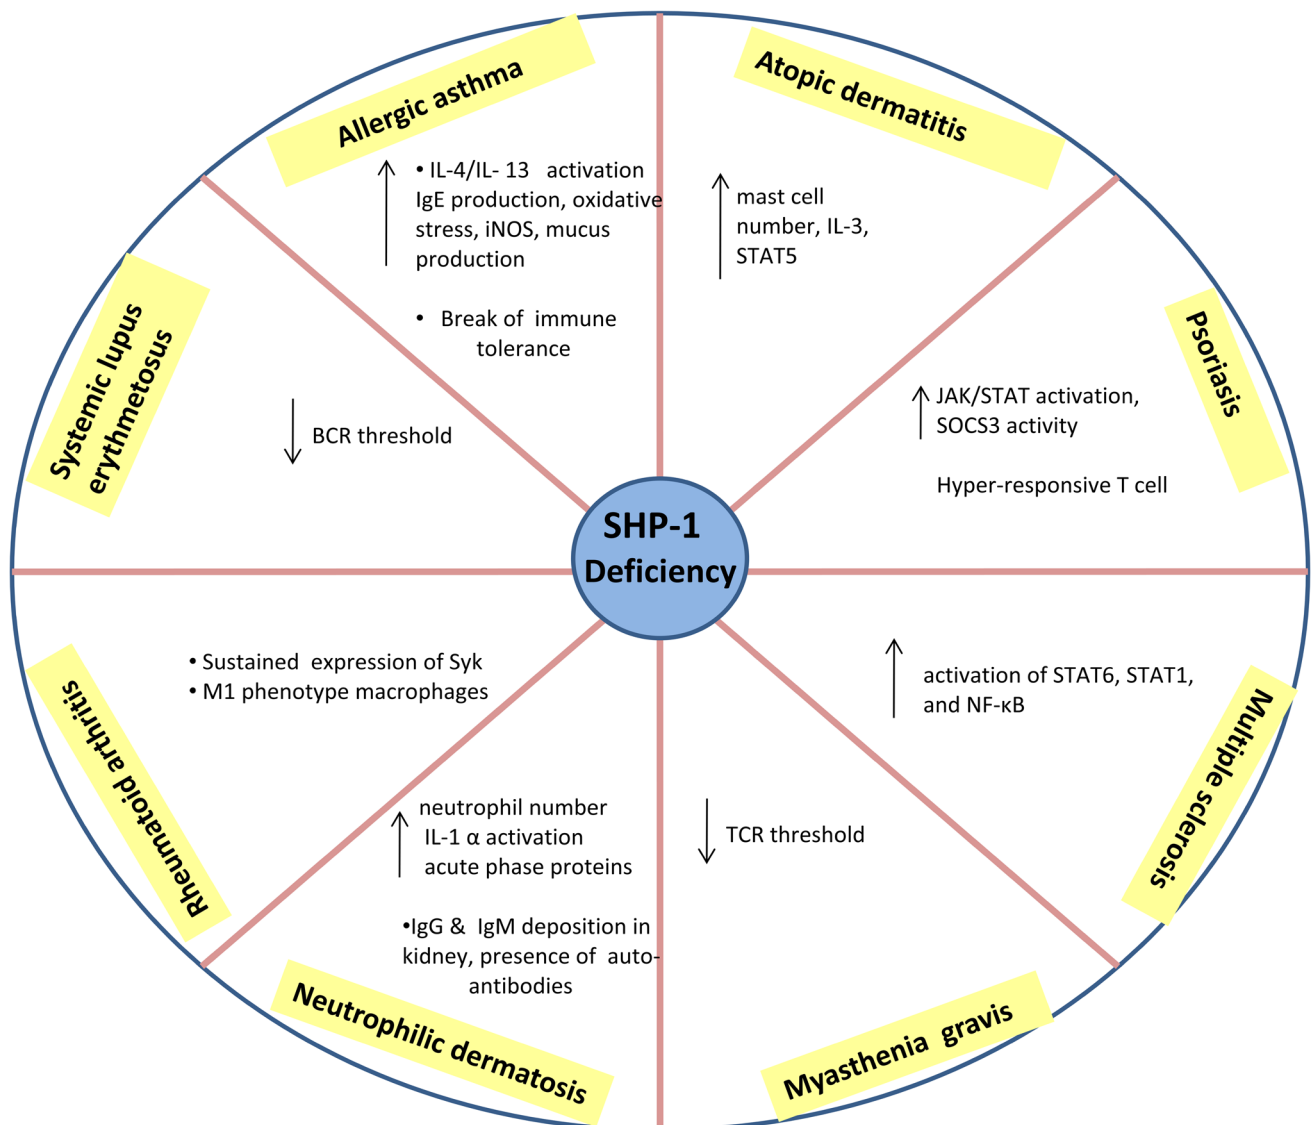 Allergic asthma
• IL-4/IL- 13 activation
IgE production, oxidative
stress, iNOS, mucus
production
• Break of immune
tolerance
Atopic dermatitis
mast cell
number, IL-3,
STAT5
Psoriasis
JAK/STAT activation,
SOCS3 activity
Hyper-responsive T cell
Systemic lupus
erythmetosus
BCR threshold
SHP-1
Deficiency
Rheumatoid arthritis
• Sustained expression of Syk
• M1 phenotype macrophages
Multiple sclerosis
activation of STAT6, STAT1,
and NF-κB
Neutrophilic dermatosis
neutrophil number
IL-1 α activation
acute phase proteins
•IgG & IgM deposition in
kidney, presence of auto-
antibodies
Myasthenia gravis
TCR threshold